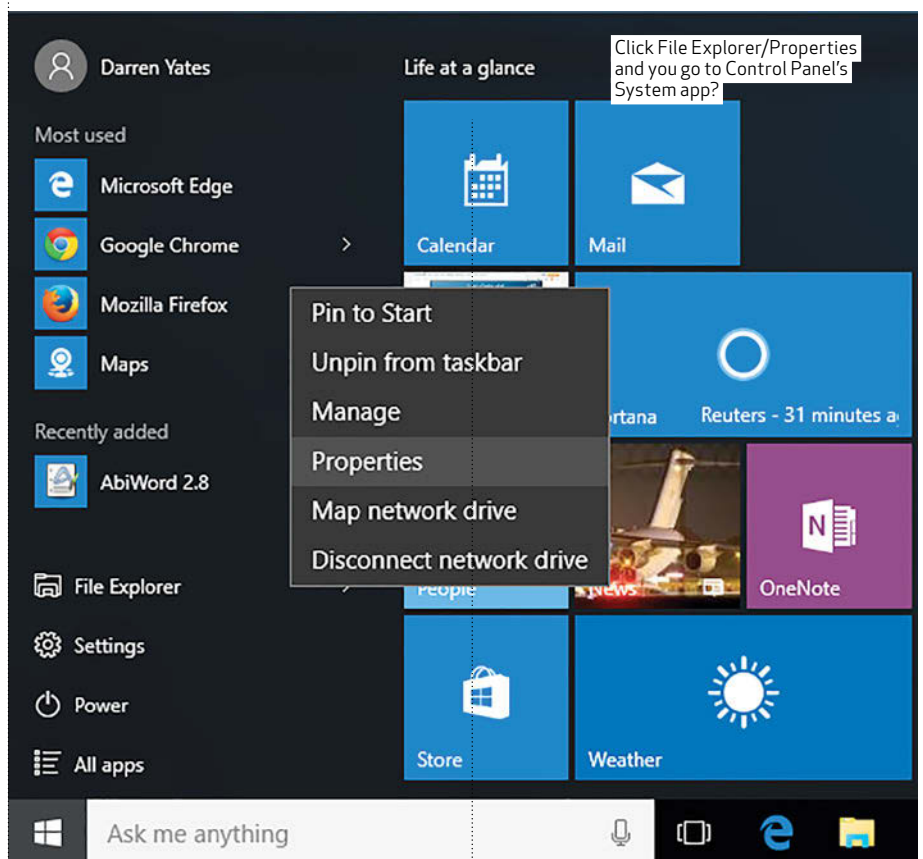 Darren Yates
Life at a glance
Click File Explorer/Properties
and you go to Control Panel's
System app?
Most used
Microsoft Edge
Google Chrome
Mozilla Firefox
Maps
Recently added
AbiWord 2.8
File Explorer
Settings
Power
All apps
Calendar
Mail
Pin to Start
Unpin from taskbar
Manage
Properties
Map network drive
Disconnect network drive
Reuters - 31 minutes
People
News
OneNote
Store
Weather
Ask me anything